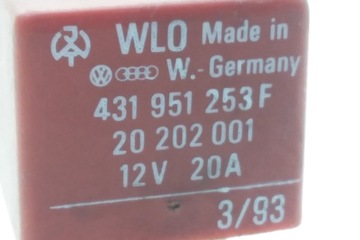 WLO Made in
W.-Germany
431 951 253 F
20 202 001
12V 20A
3/93